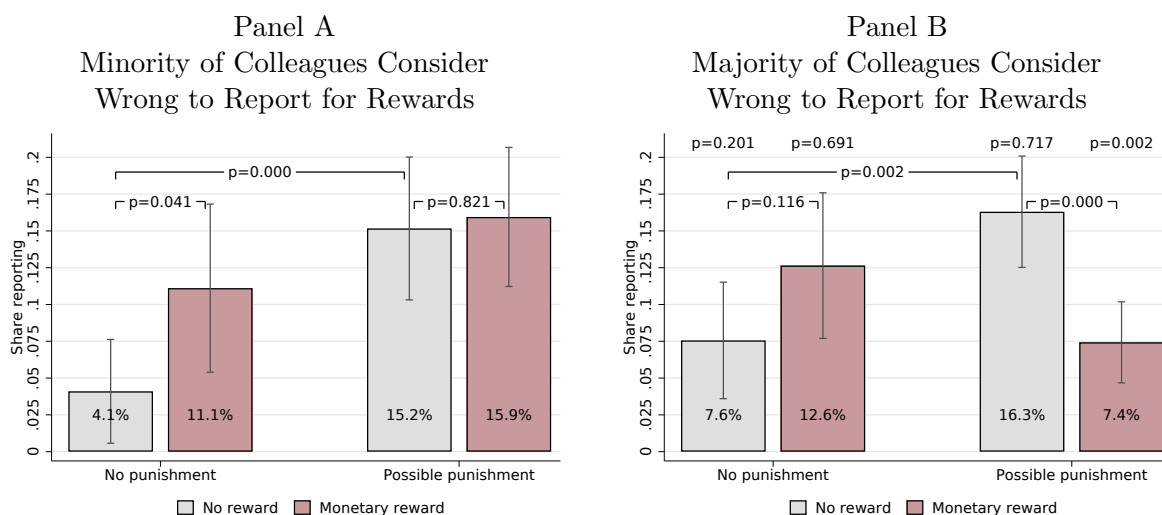 Panel A
Minority of Colleagues Consider
Wrong to Report for Rewards
Share reporting
.2
.175
.15
.125
.1
.075
.05
.025
0
p=0.000
p=0.041
p=0.821
4.1%
11.1%
15.2%
15.9%
No punishment
Possible punishment
No reward
Monetary reward
Panel B
Majority of Colleagues Consider
Wrong to Report for Rewards
Share reporting
.2
.175
.15
.125
.1
.075
.05
.025
0
p=0.201
p=0.691
p=0.717
p=0.002
p=0.002
p=0.116
p=0.000
7.6%
12.6%
16.3%
7.4%
No punishment
Possible punishment
No reward
Monetary reward